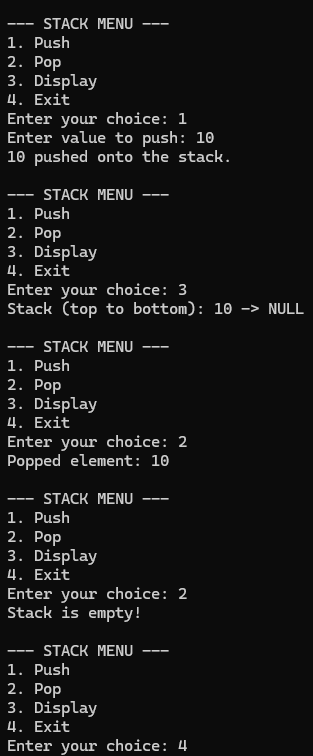 --- STACK MENU ---
1. Push
2. Pop
3. Display
4. Exit
Enter your choice: 1
Enter value to push: 10
10 pushed onto the stack.
--- STACK MENU ---
1. Push
2. Pop
3. Display
4. Exit
Enter your choice: 3
Stack (top to bottom): 10 -> NULL
--- STACK MENU ---
1. Push
2. Pop
3. Display
4. Exit
Enter your choice: 2
Popped element: 10
--- STACK MENU ---
1. Push
2. Pop
3. Display
4. Exit
Enter your choice: 2
Stack is empty!
--- STACK MENU ---
1. Push
2. Pop
3. Display
4. Exit
Enter your choice: 4